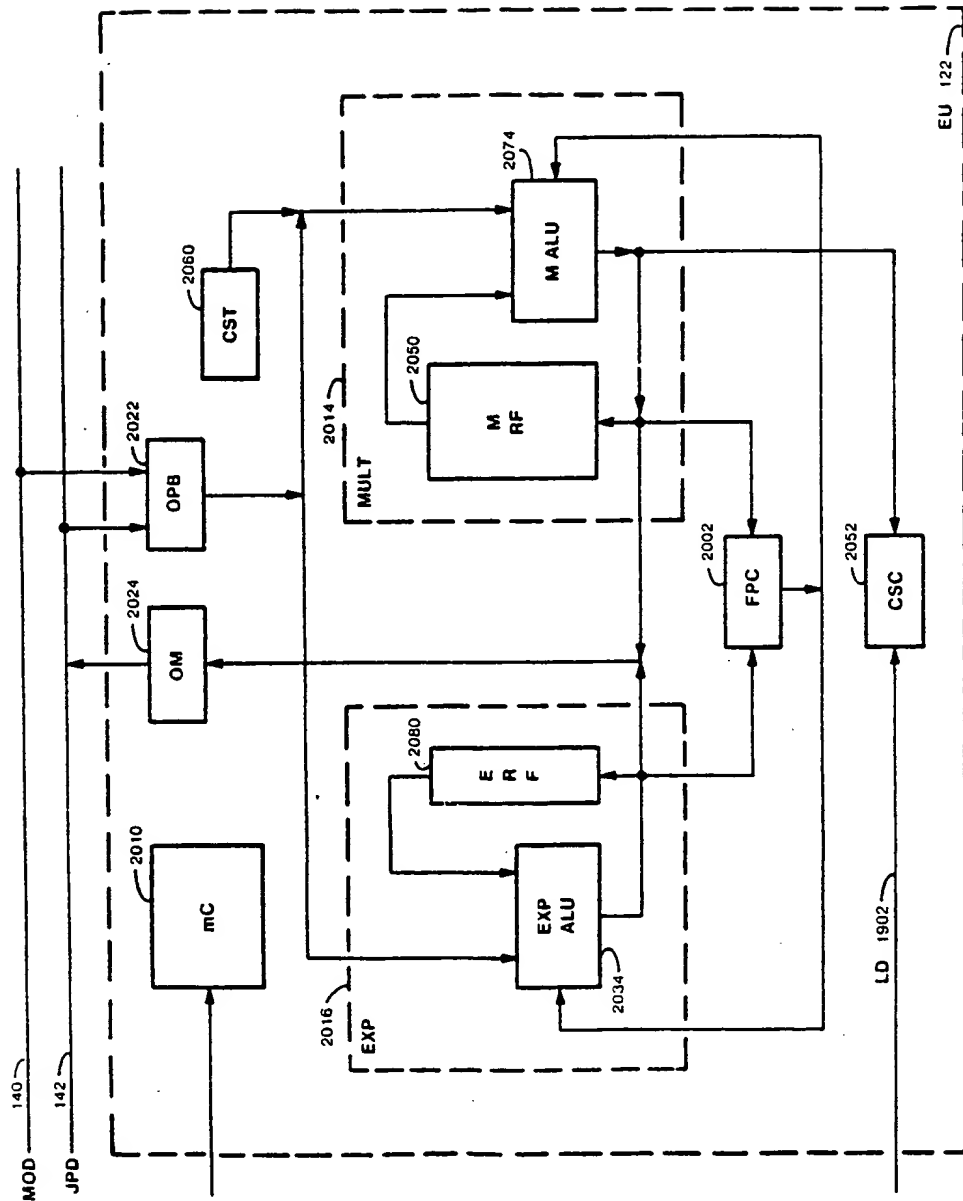 MOD 140
JPD 142
2010
mC
2024
OM
2022
OPB
2060
CST
2016
EXP
EXP
ALU
2034
2080
E
R
F
2014
MULT
2050
M
RF
2074
M ALU
2002
FPC
2052
CSC
LD 1902
EU 122